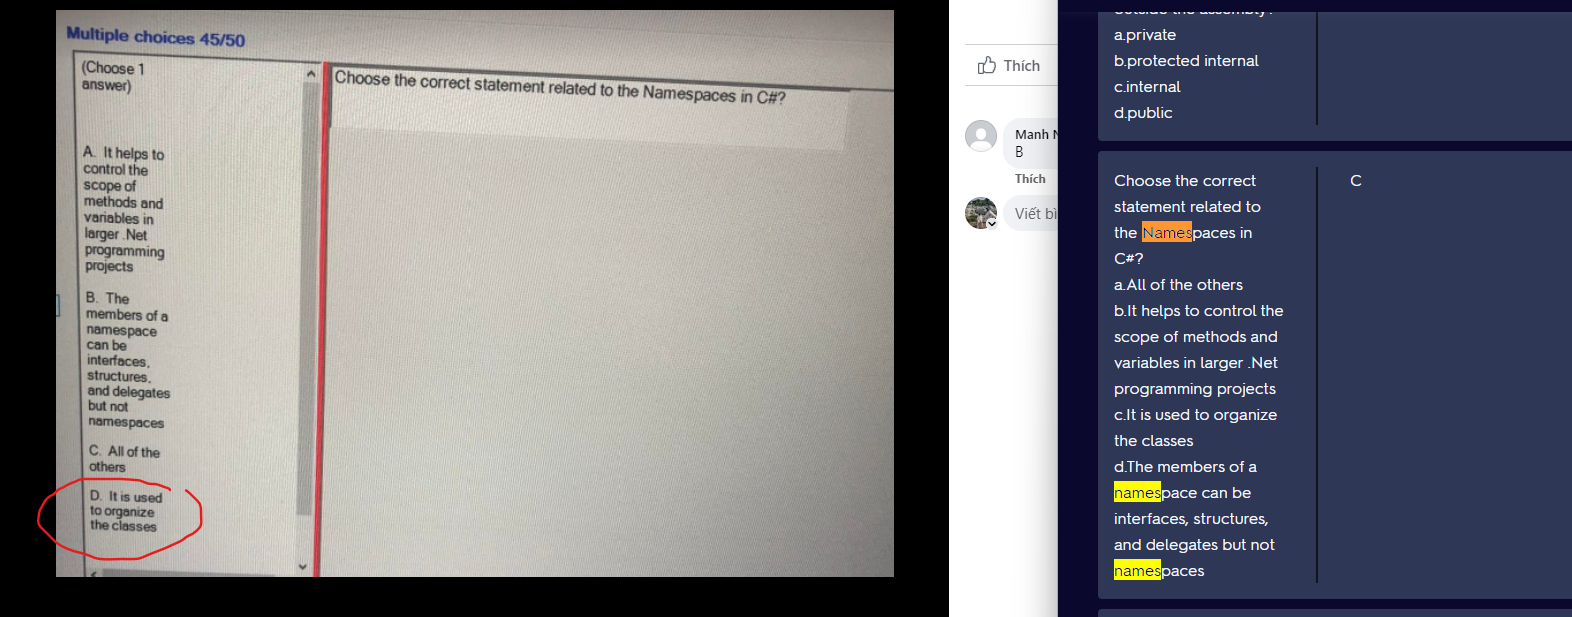 Multiple choices 45/50
(Choose 1
answer)
A. It helps to
control the
scope of
methods and
variables in
larger .Net
programming
projects
B. The
members of a
namespace
can be
interfaces,
structures,
and delegates
but not
namespaces
C. All of the
others
D. It is used
to organize
the classes
Choose the correct statement related to the Namespaces in C#?
Thích
Manh
B
Thích
Viết
a.private
b.protected internal
c.internal
d.public
Choose the correct
statement related to
the Namespaces in
C#?
a.All of the others
b.It helps to control the
scope of methods and
variables in larger .Net
programming projects
c.It is used to organize
the classes
d.The members of a
namespace can be
interfaces, structures,
and delegates but not
namespaces
C